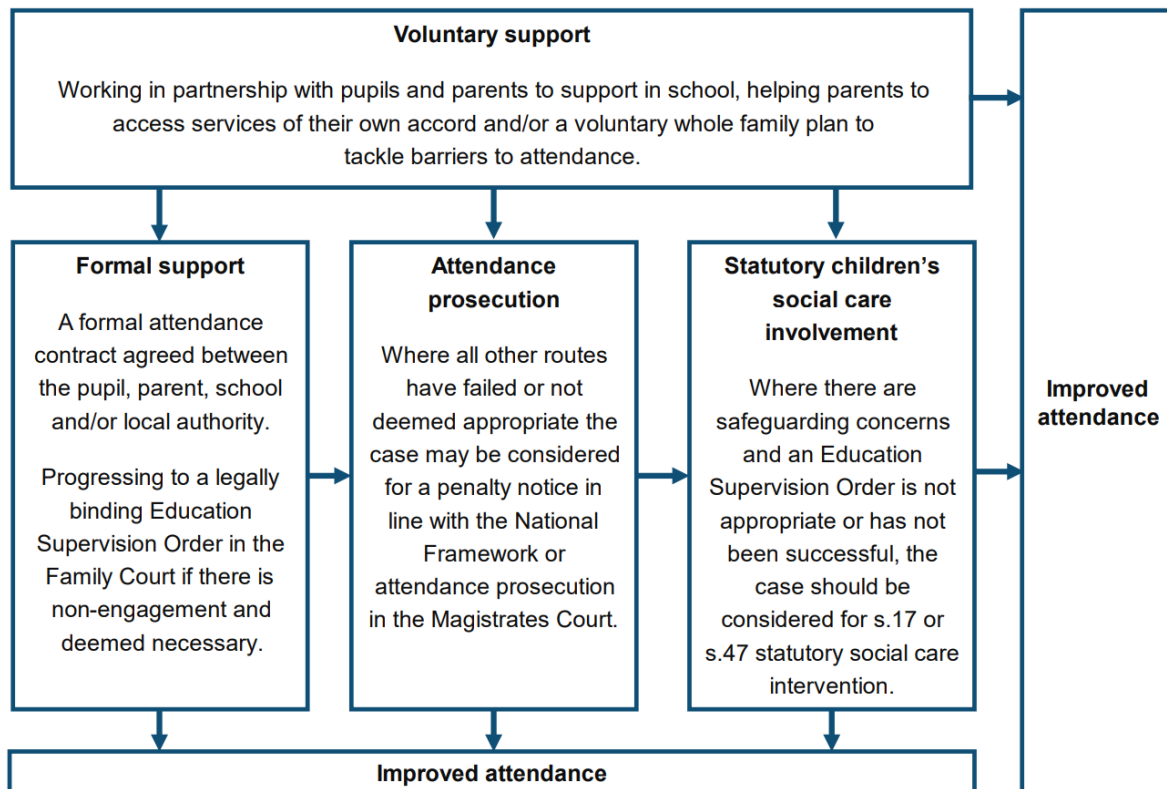 Voluntary support
Working in partnership with pupils and parents to support in school, helping parents to
access services of their own accord and/or a voluntary whole family plan to
tackle barriers to attendance.
Formal support
A formal attendance
contract agreed between
the pupil, parent, school
and/or local authority.
Progressing to a legally
binding Education
Supervision Order in the
Family Court if there is
non-engagement and
deemed necessary.
Attendance
prosecution
Where all other routes
have failed or not
deemed appropriate the
case may be considered
for a penalty notice in
line with the National
Framework or
attendance prosecution
in the Magistrates Court.
Statutory children’s
social care
involvement
Where there are
safeguarding concerns
and an Education
Supervision Order is not
appropriate or has not
been successful, the
case should be
considered for s.17 or
s.47 statutory social care
intervention.
Improved
attendance
Improved attendance